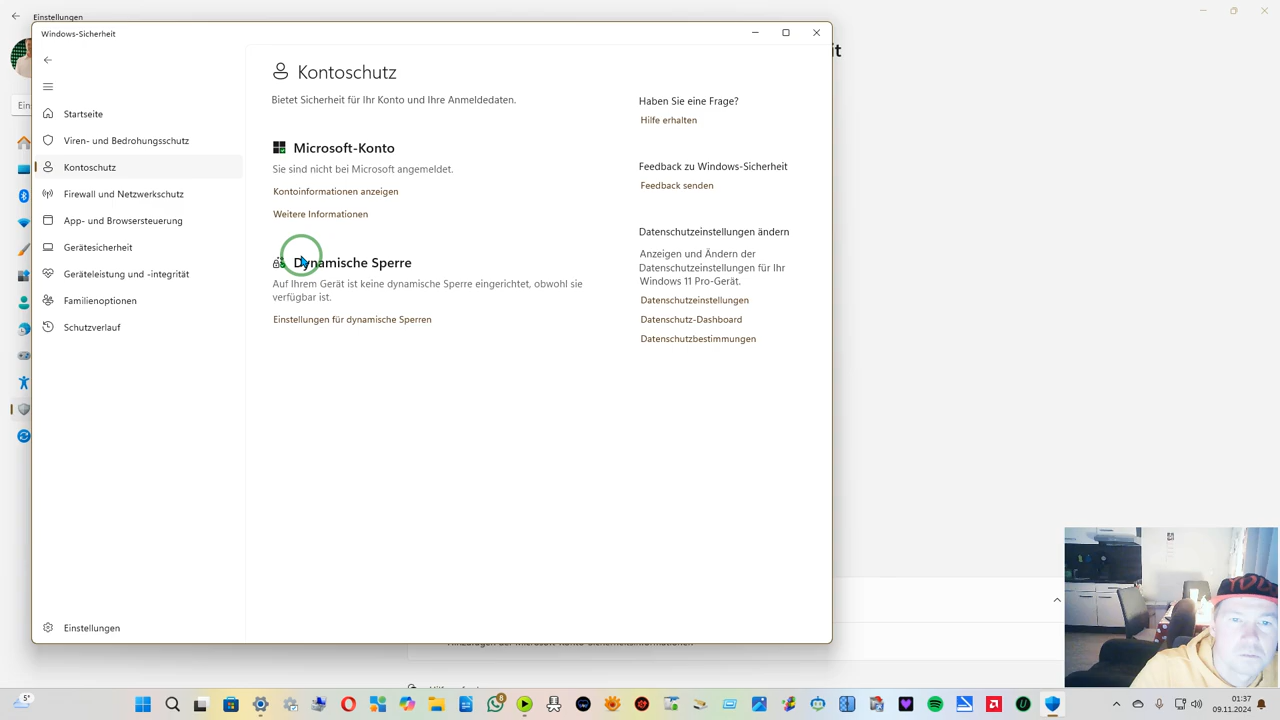 Einstellungen
Windows-Sicherheit
Startseite
Viren- und Bedrohungsschutz
Kontoschutz
Firewall und Netzwerkschutz
App- und Browsersteuerung
Gerätesicherheit
Geräteleistung und -integrität
Familienoptionen
Schutzverlauf
Einstellungen
Kontoschutz
Bietet Sicherheit für Ihr Konto und Ihre Anmeldedaten.
Microsoft-Konto
Sie sind nicht bei Microsoft angemeldet.
Kontoinformationen anzeigen
Weitere Informationen
Dynamische Sperre
Auf Ihrem Gerät ist keine dynamische Sperre eingerichtet, obwohl sie
verfügbar ist.
Einstellungen für dynamische Sperren
Haben Sie eine Frage?
Hilfe erhalten
Feedback zu Windows-Sicherheit
Feedback senden
Datenschutzeinstellungen ändern
Anzeigen und Ändern der
Datenschutzeinstellungen für Ihr
Windows 11 Pro-Gerät.
Datenschutzeinstellungen
Datenschutz-Dashboard
Datenschutzbestimmungen
5°
8
01:37
09.11.2024